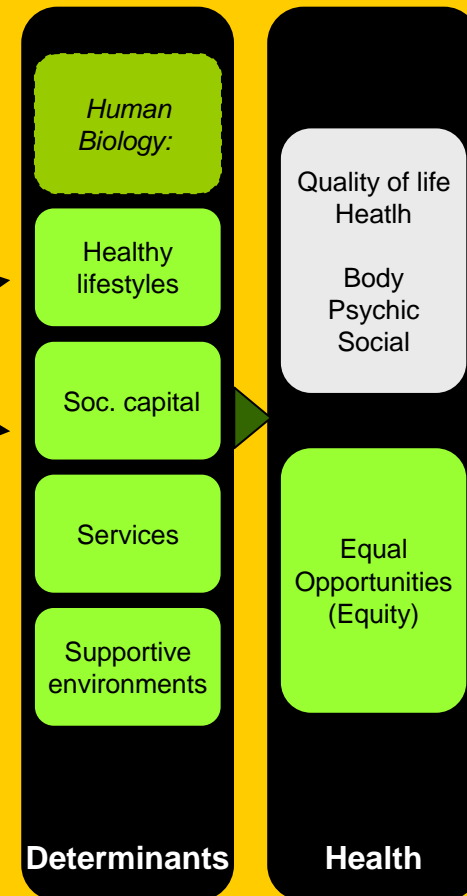 Human
Biology:
Healthy
lifestyles
Soc. capital
Services
Supportive
environments
Determinants
Quality of life
Heatlh
Body
Psychic
Social
Equal
Opportunities
(Equity)
Health